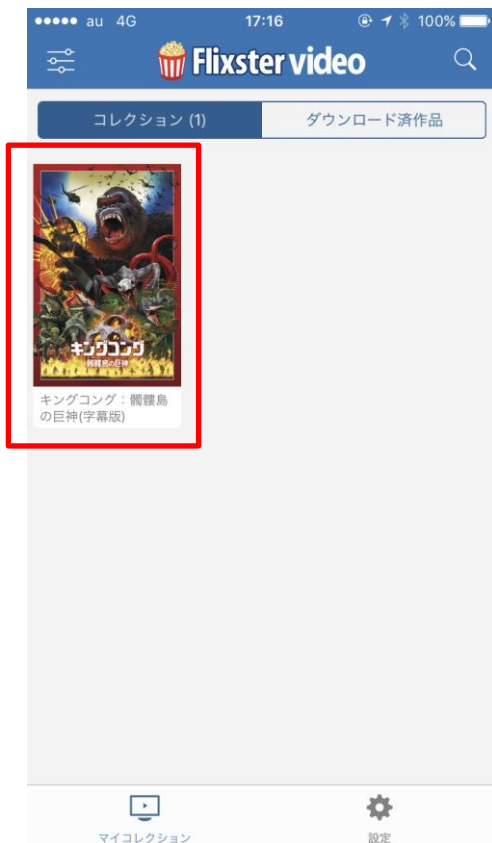 au 4G 17:16 100%
Flixster video
コレクション (1) ダウンロード済作品
キングコング
髑髏島の巨神
キングコング：髑髏島
の巨神(字幕版)
マイコレクション 設定